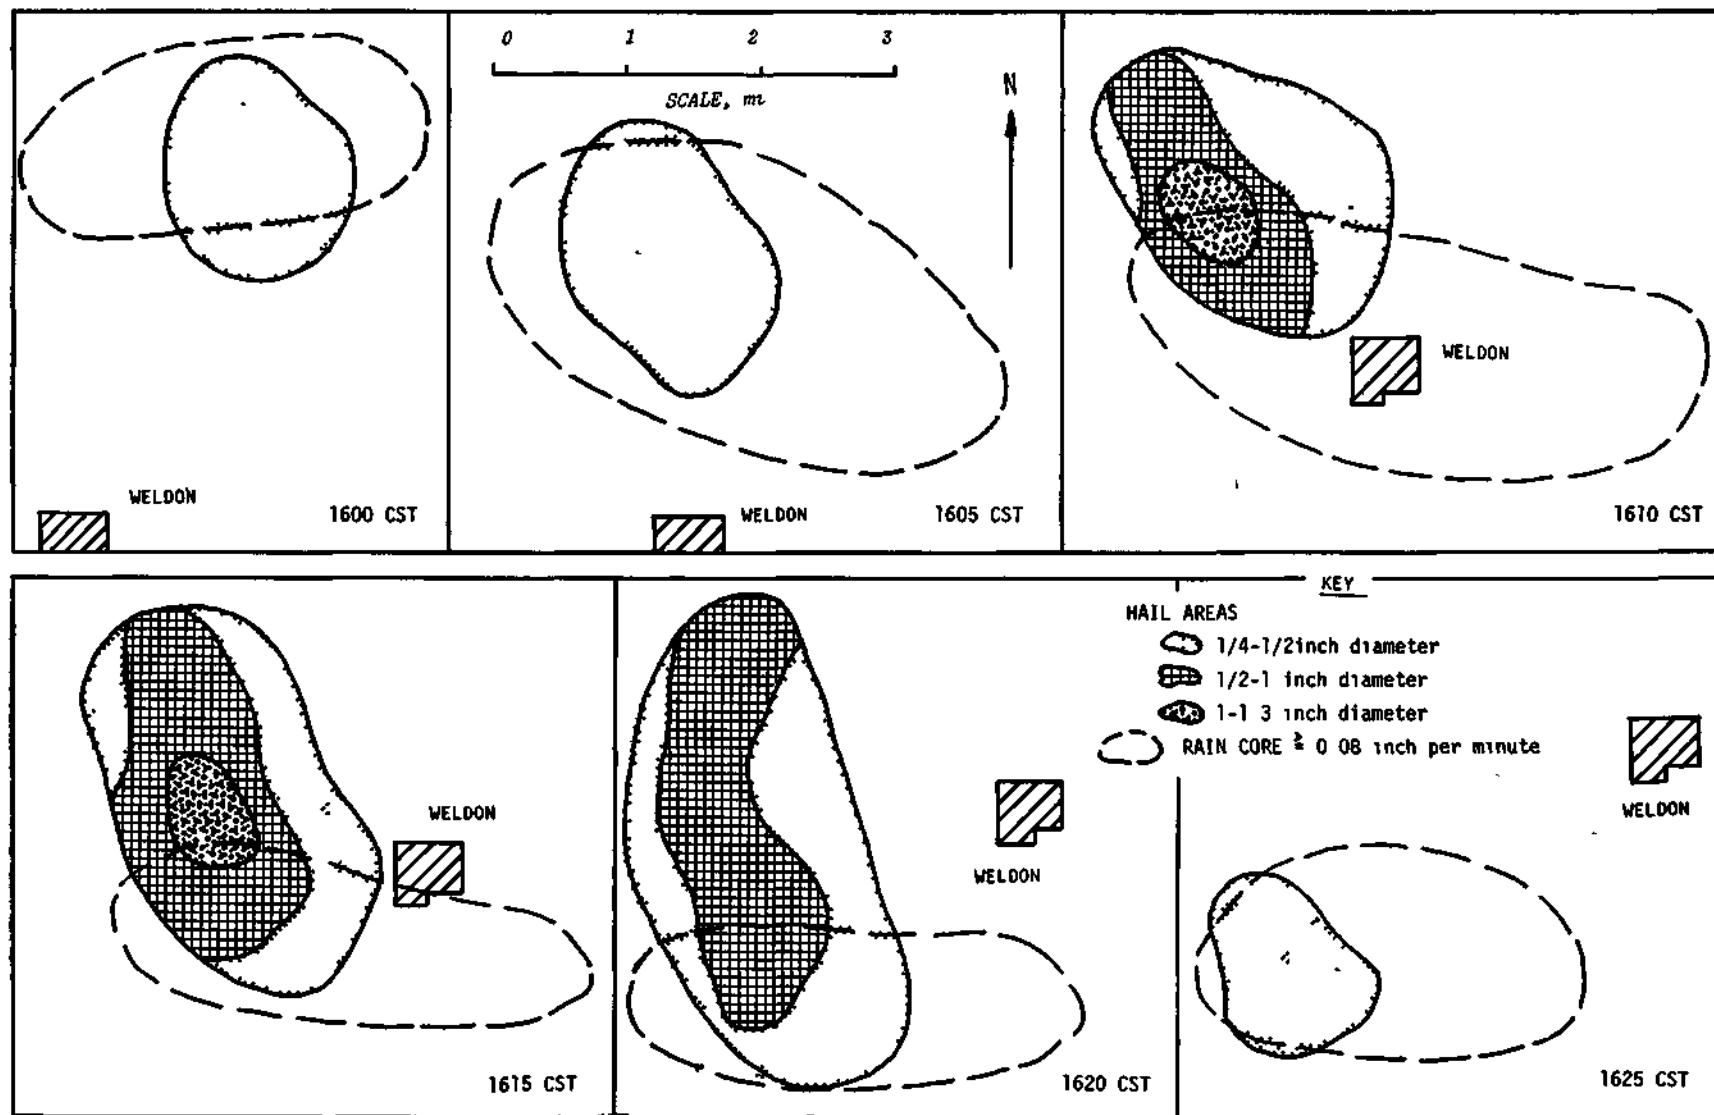 0 1 2 3
SCALE, m
N
WELDON
1600 CST
WELDON
1605 CST
WELDON
1610 CST
WELDON
1615 CST
WELDON
1620 CST
KEY
HAIL AREAS
1/4-1/2inch diameter
1/2-1 inch diameter
1-1 3 inch diameter
RAIN CORE ≧ 0 08 inch per minute
WELDON
1625 CST